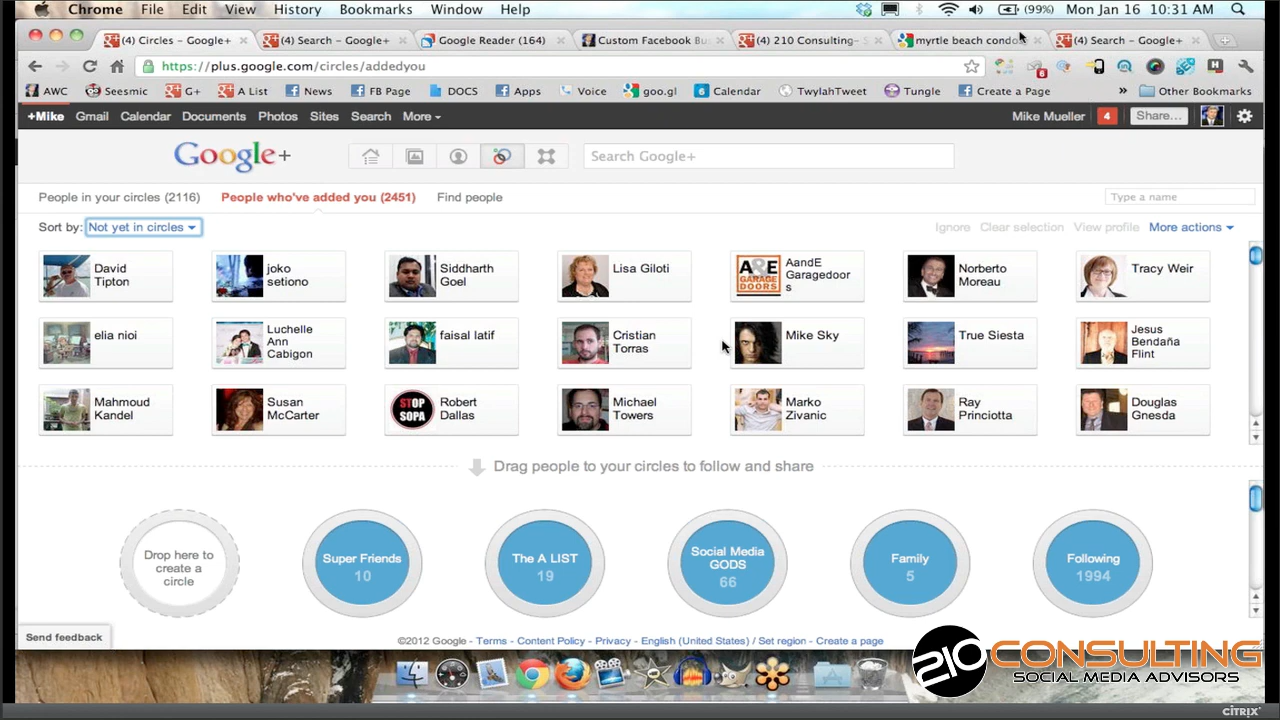 Chrome File Edit View History Bookmarks Window Help (99%) Mon Jan 16 10:31 AM
(4) Circles - Google+ (4) Search - Google+ Google Reader (164) Custom Facebook Bu (4) 210 Consulting- S myrtle beach condo (4) Search - Google+
https://plus.google.com/circles/addedyou 6
AWC Seesmic G+ A List News FB Page DOCS Apps Voice goo.gl Calendar TwylahTweet Tungle Create a Page » Other Bookmarks
+Mike Gmail Calendar Documents Photos Sites Search More Mike Mueller 4 Share...
Google+ Search Google+
People in your circles (2116) People who've added you (2451) Find people Type a name
Sort by: Not yet in circles Ignore Clear selection View profile More actions
David Tipton
joko setiono
Siddharth Goel
Lisa Giloti
A&E GARAGE DOORS
AandE Garagedoors
Norberto Moreau
Tracy Weir
elia nioi
Luchelle Ann Cabigon
faisal latif
Cristian Torras
Mike Sky
True Siesta
Jesus Bendaña Flint
Mahmoud Kandel
Susan McCarter
STOP SOPA
Robert Dallas
Michael Towers
Marko Zivanic
Ray Princiotta
Douglas Gnesda
Drag people to your circles to follow and share
Drop here to create a circle
Super Friends 10
The A LIST 19
Social Media GODS 66
Family 5
Following 1994
Send feedback
©2012 Google - Terms - Content Policy - Privacy - English (United States) / Set region - Create a page
210 CONSULTING
SOCIAL MEDIA ADVISORS
CITRIX